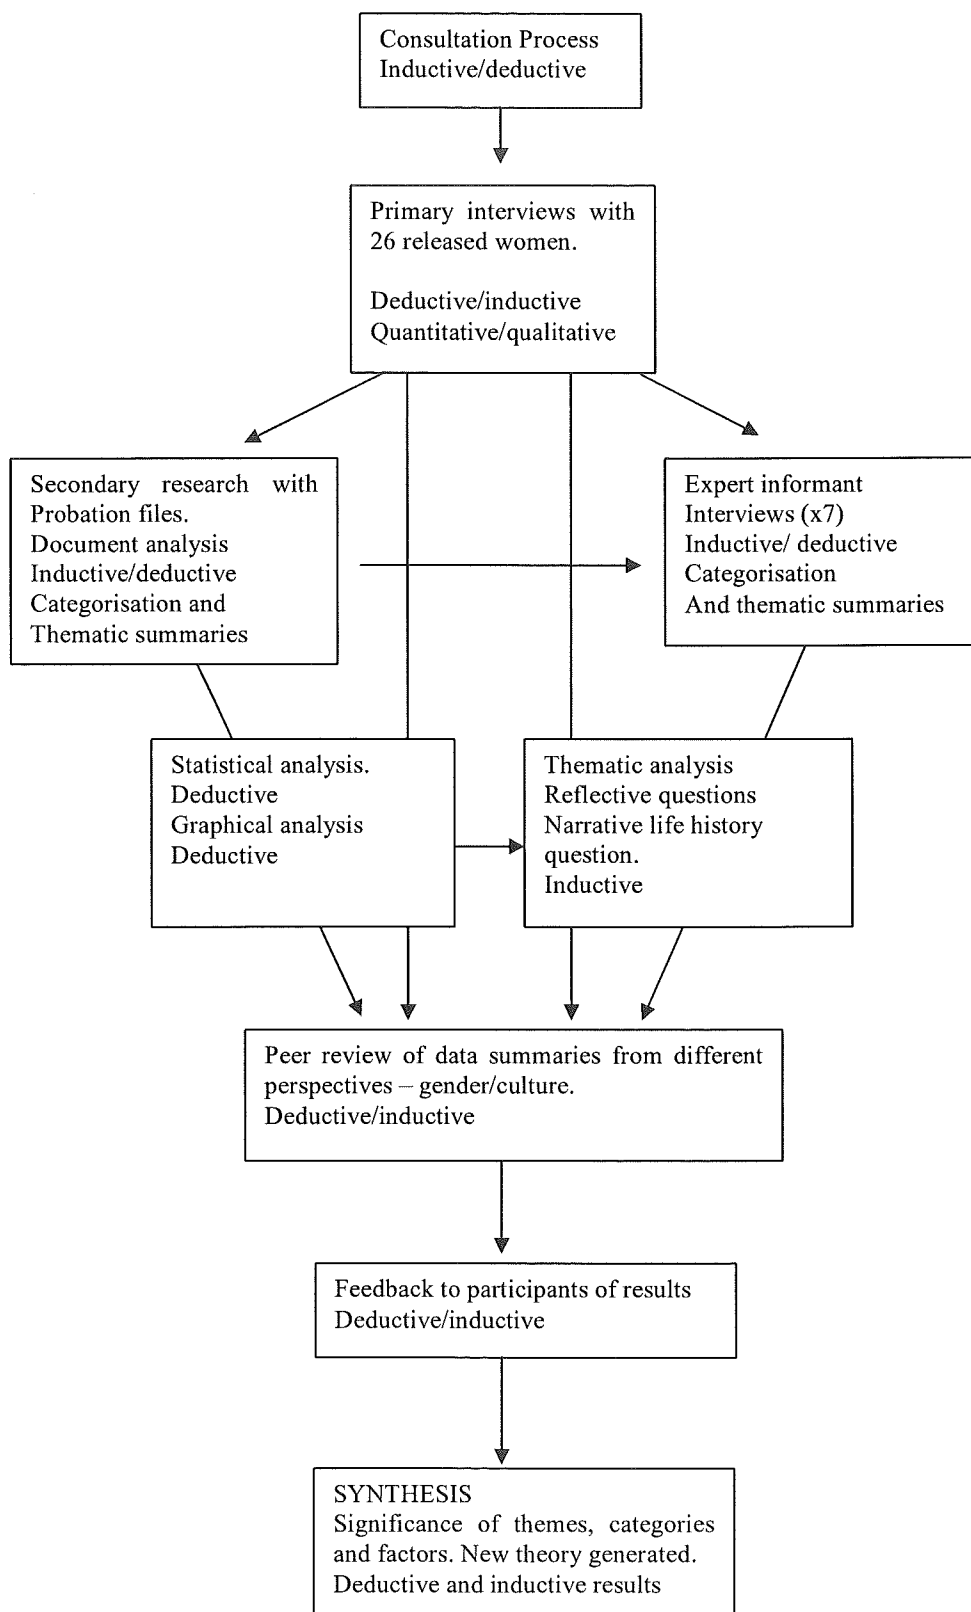 Consultation Process
Inductive/deductive
Primary interviews with
26 released women.
Deductive/inductive
Quantitative/qualitative
Secondary research with
Probation files.
Document analysis
Inductive/deductive
Categorisation and
Thematic summaries
Expert informant
Interviews (x7)
Inductive/ deductive
Categorisation
And thematic summaries
Statistical analysis.
Deductive
Graphical analysis
Deductive
Thematic analysis
Reflective questions
Narrative life history
question.
Inductive
Peer review of data summaries from different
perspectives – gender/culture.
Deductive/inductive
Feedback to participants of results
Deductive/inductive
SYNTHESIS
Significance of themes, categories
and factors. New theory generated.
Deductive and inductive results